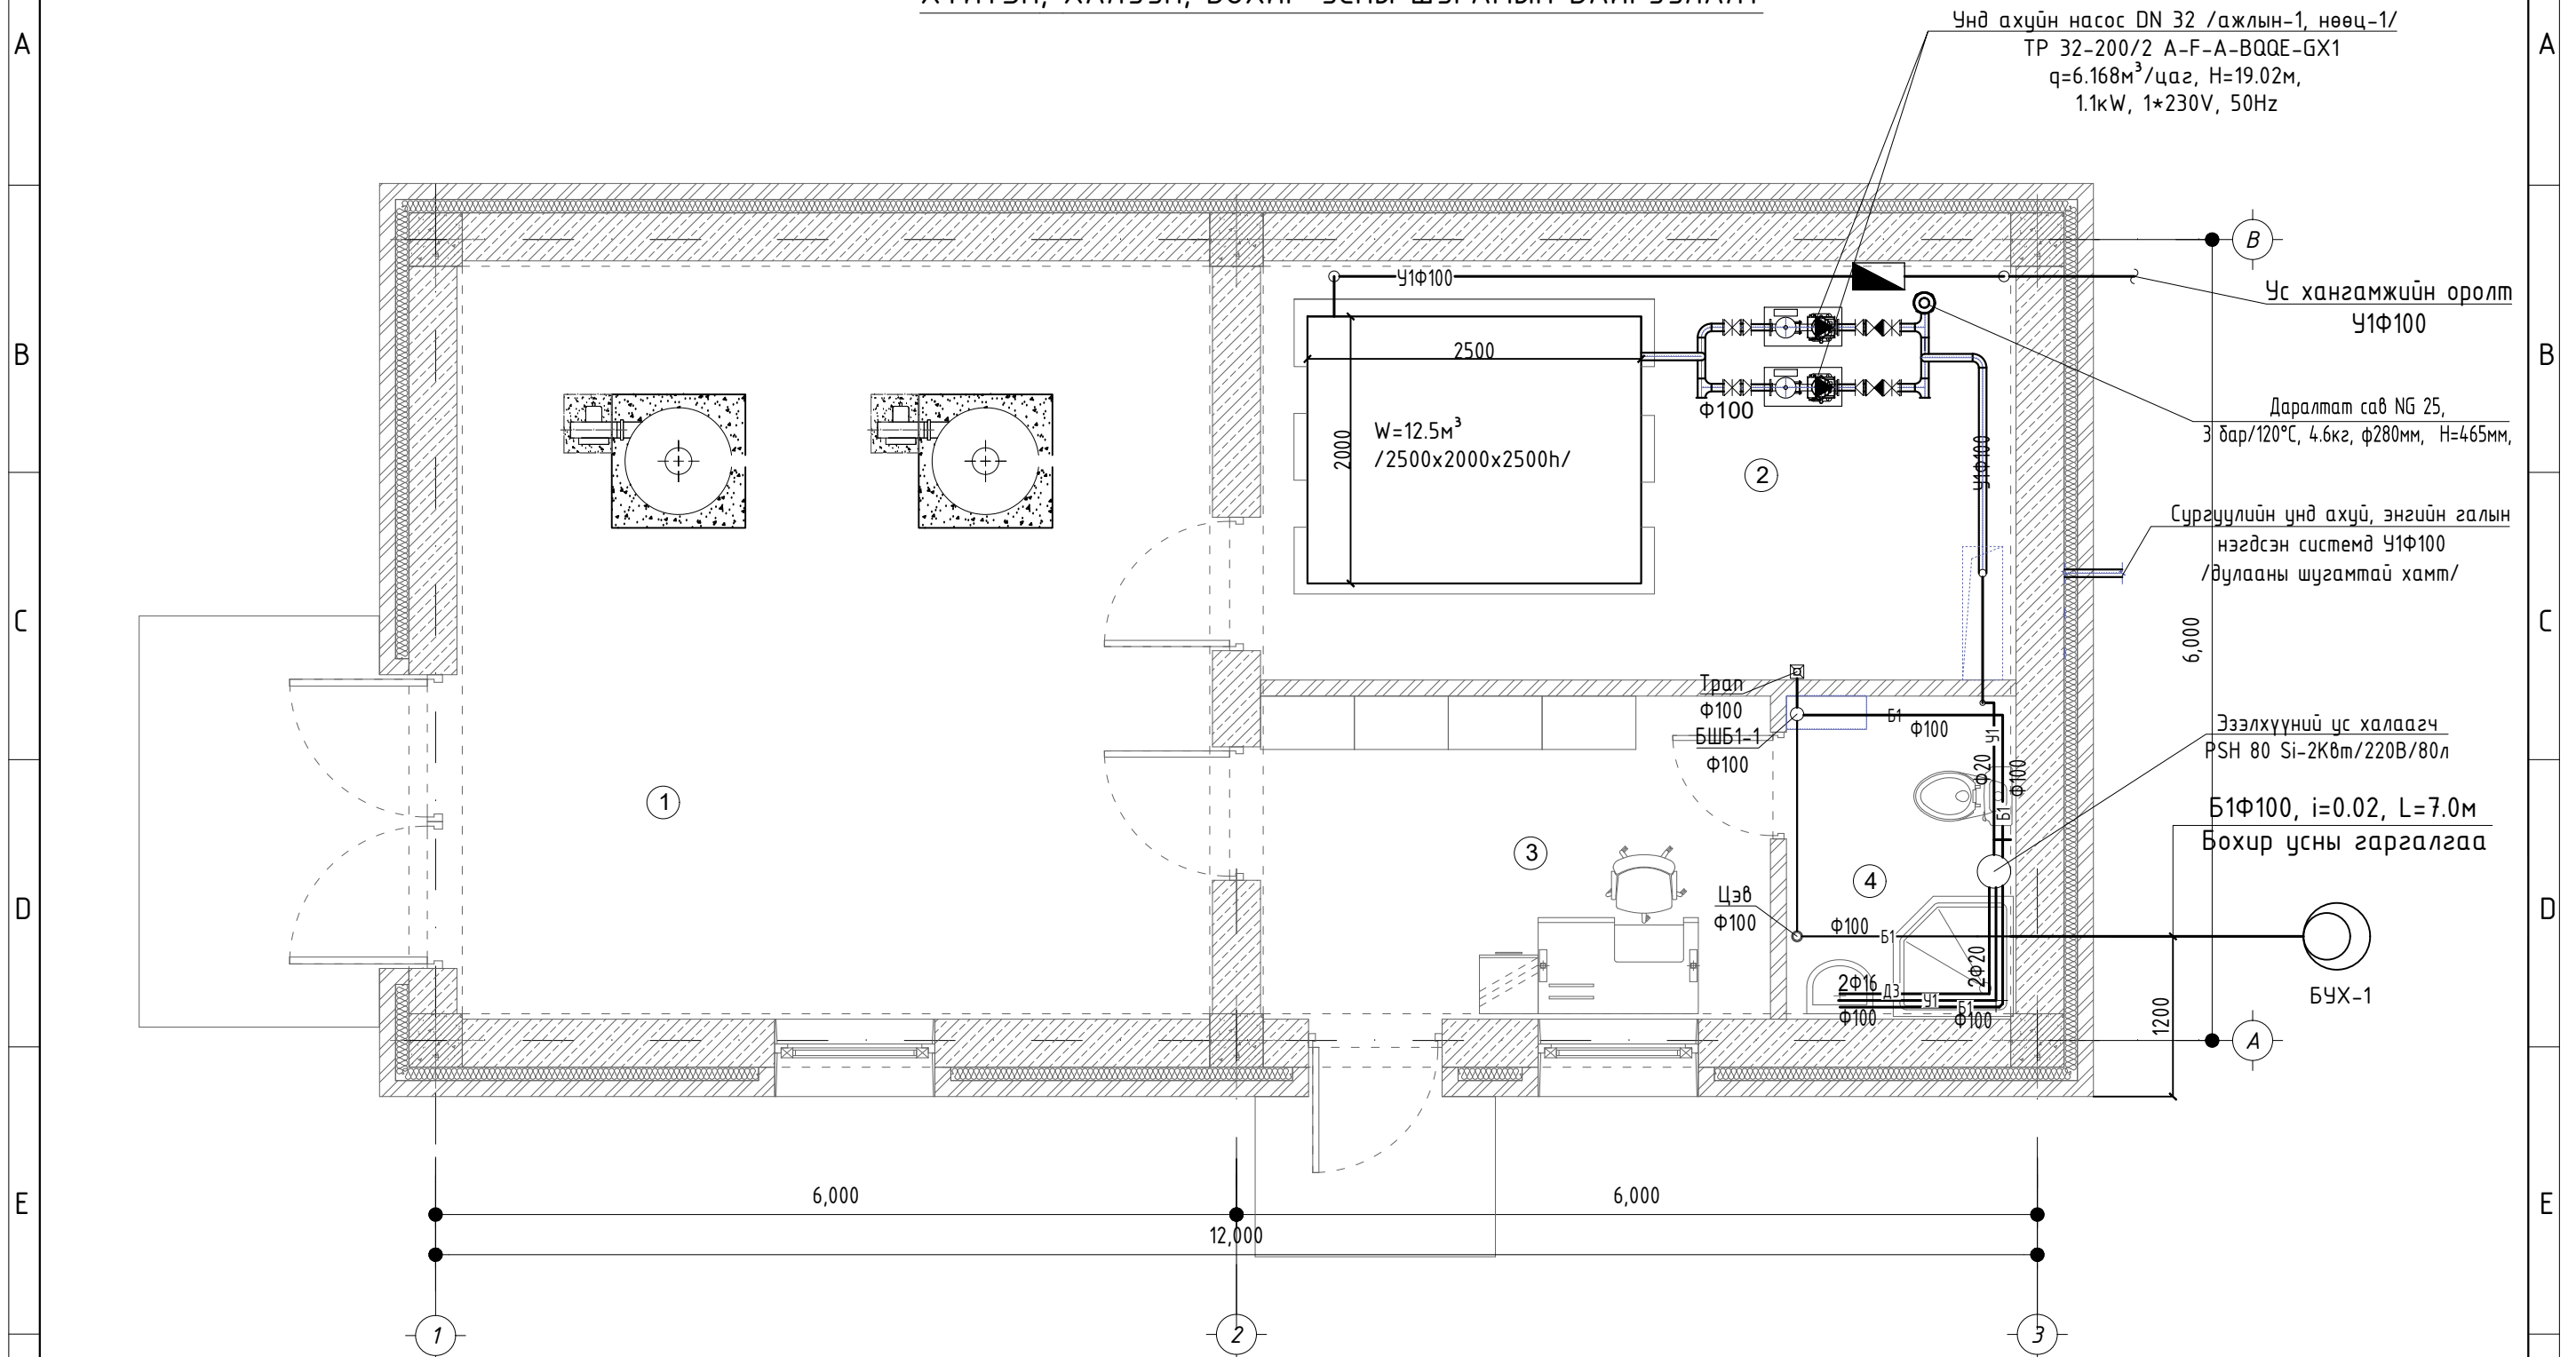 Унд ахуйн насос DN 32 /ажлын-1, нөөц-1/
TP 32-200/2 A-F-A-BQQE-GX1
q=6.168м³/цаг, H=19.02м,
1.1кW, 1*230V, 50Hz
A
A
B
У1Ф100
Ус хангамжийн оролт
У1Ф100
B
B
2500
Ф100
Даралтат сав NG 25,
3 бар/120°C, 4.6кг, ф280мм, H=465мм,
W=12.5м³
/2500x2000x2500h/
2000
2
У1Ф100
Сургуулийн унд ахуй, энгийн галын
нэгдсэн системд У1Ф100
/дулааны шугамтай хамт/
C
C
6,000
Трап
Ф100
БШБ1-1
Ф100
Б1
Ф100
У1
Ф20
Ф100
Б1
Эзэлхүүний ус халаагч
PSH 80 Si-2Квт/220В/80л
1
3
4
Б1Ф100, i=0.02, L=7.0м
Бохир усны гаргалгаа
D
D
Цэв
Ф100
Ф100
Б1
2Ф20
2Ф16
Д3
У1
Б1
Ф100
Ф100
БУХ-1
1200
A
E
E
6,000
6,000
12,000
1
2
3